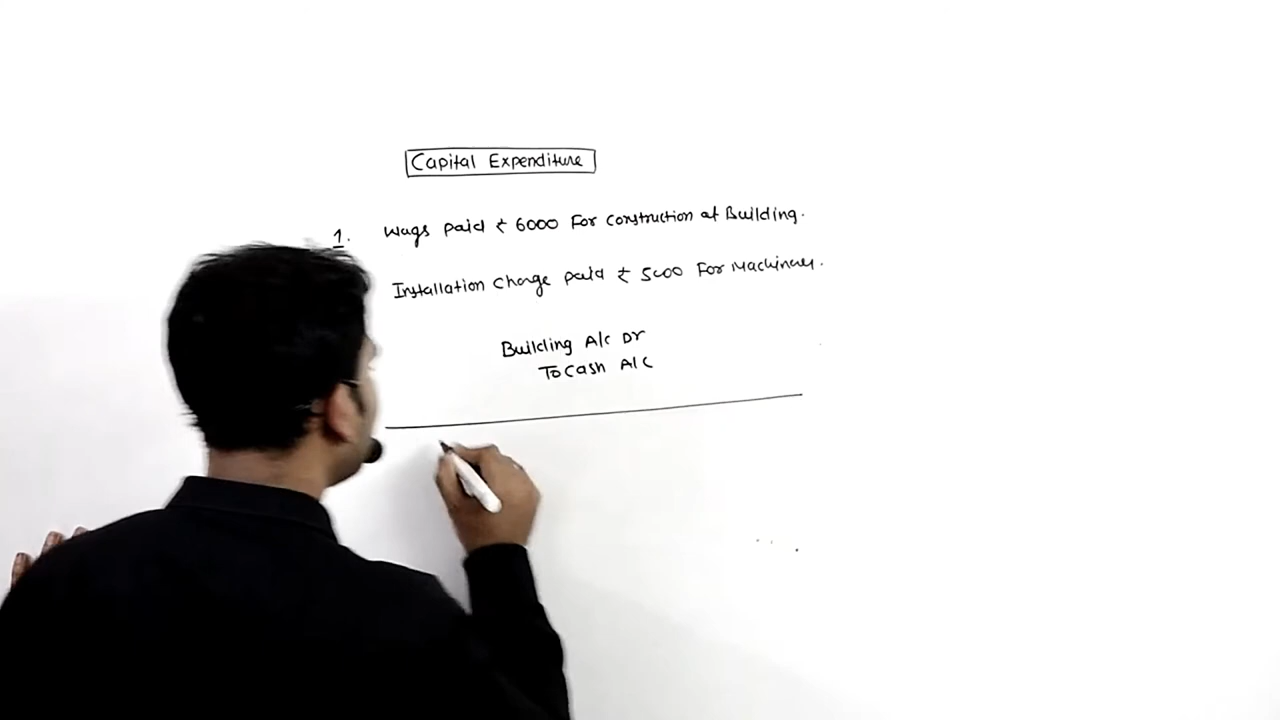 Capital Expenditure
1. Wags paid ₹ 6000 For construction of Building.
Installation Charge paid ₹ 5000 For Machinery.
Building A/c Dr
To Cash A/C